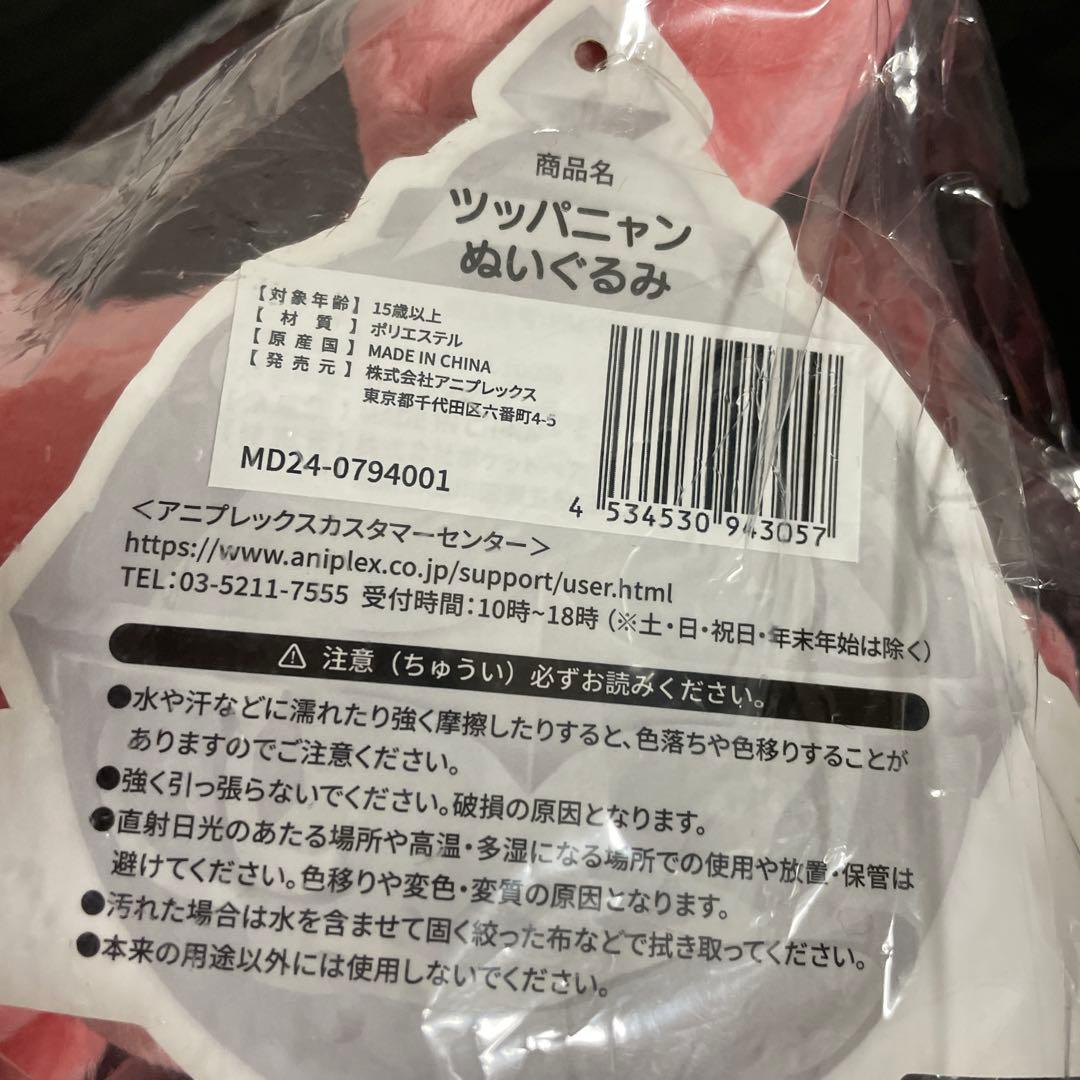 商品名
ツッパニャン
ぬいぐるみ
【対象年齢】 15歳以上
【材質】 ポリエステル
【原産国】 MADE IN CHINA
【発売元】 株式会社アニプレックス
東京都千代田区六番町4-5
MD24-0794001
4 534530 943057
<アニプレックスカスタマーセンター>
https://www.aniplex.co.jp/support/user.html
TEL:03-5211-7555 受付時間:10時~18時 (※土・日・祝日・年末年始は除く)
⚠ 注意(ちゅうい)必ずお読みください。
●水や汗などに濡れたり強く摩擦したりすると、色落ちや色移りすることが
ありますのでご注意ください。
●強く引っ張らないでください。破損の原因となります。
●直射日光のあたる場所や高温・多湿になる場所での使用や放置・保管は
避けてください。色移りや変色・変質の原因となります。
●汚れた場合は水を含ませて固く絞った布などで拭き取ってください。
●本来の用途以外には使用しないでください。